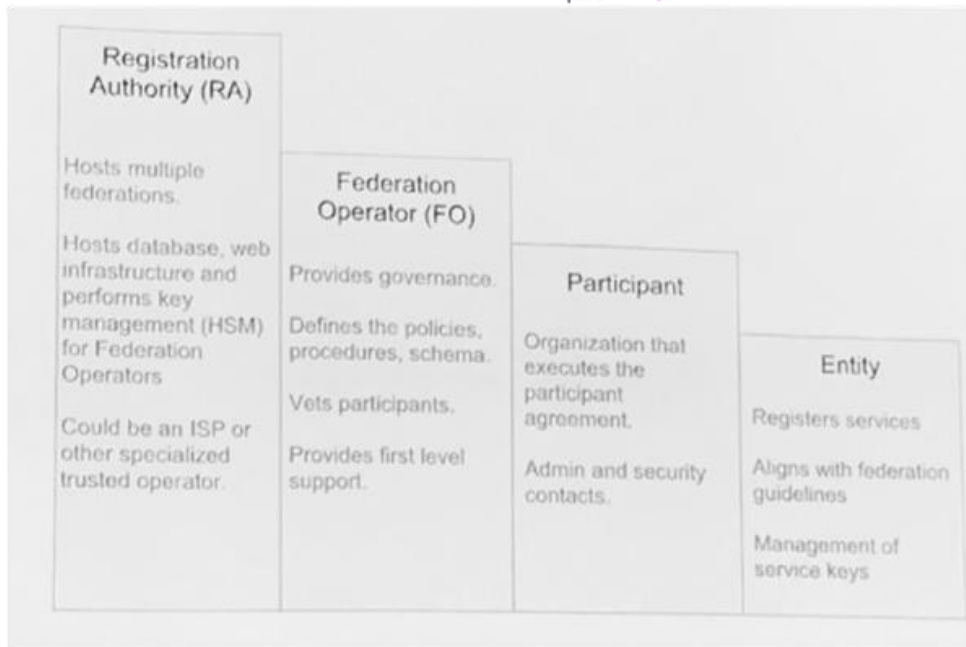 Registration
Authority (RA)
Hosts multiple
federations.
Hosts database, web
infrastructure and
performs key
management (HSM)
for Federation
Operators
Could be an ISP or
other specialized
trusted operator.
Federation
Operator (FO)
Provides governance.
Defines the policies,
procedures, schema.
Vets participants.
Provides first level
support.
Participant
Organization that
executes the
participant
agreement.
Admin and security
contacts.
Entity
Registers services
Aligns with federation
guidelines
Management of
service keys